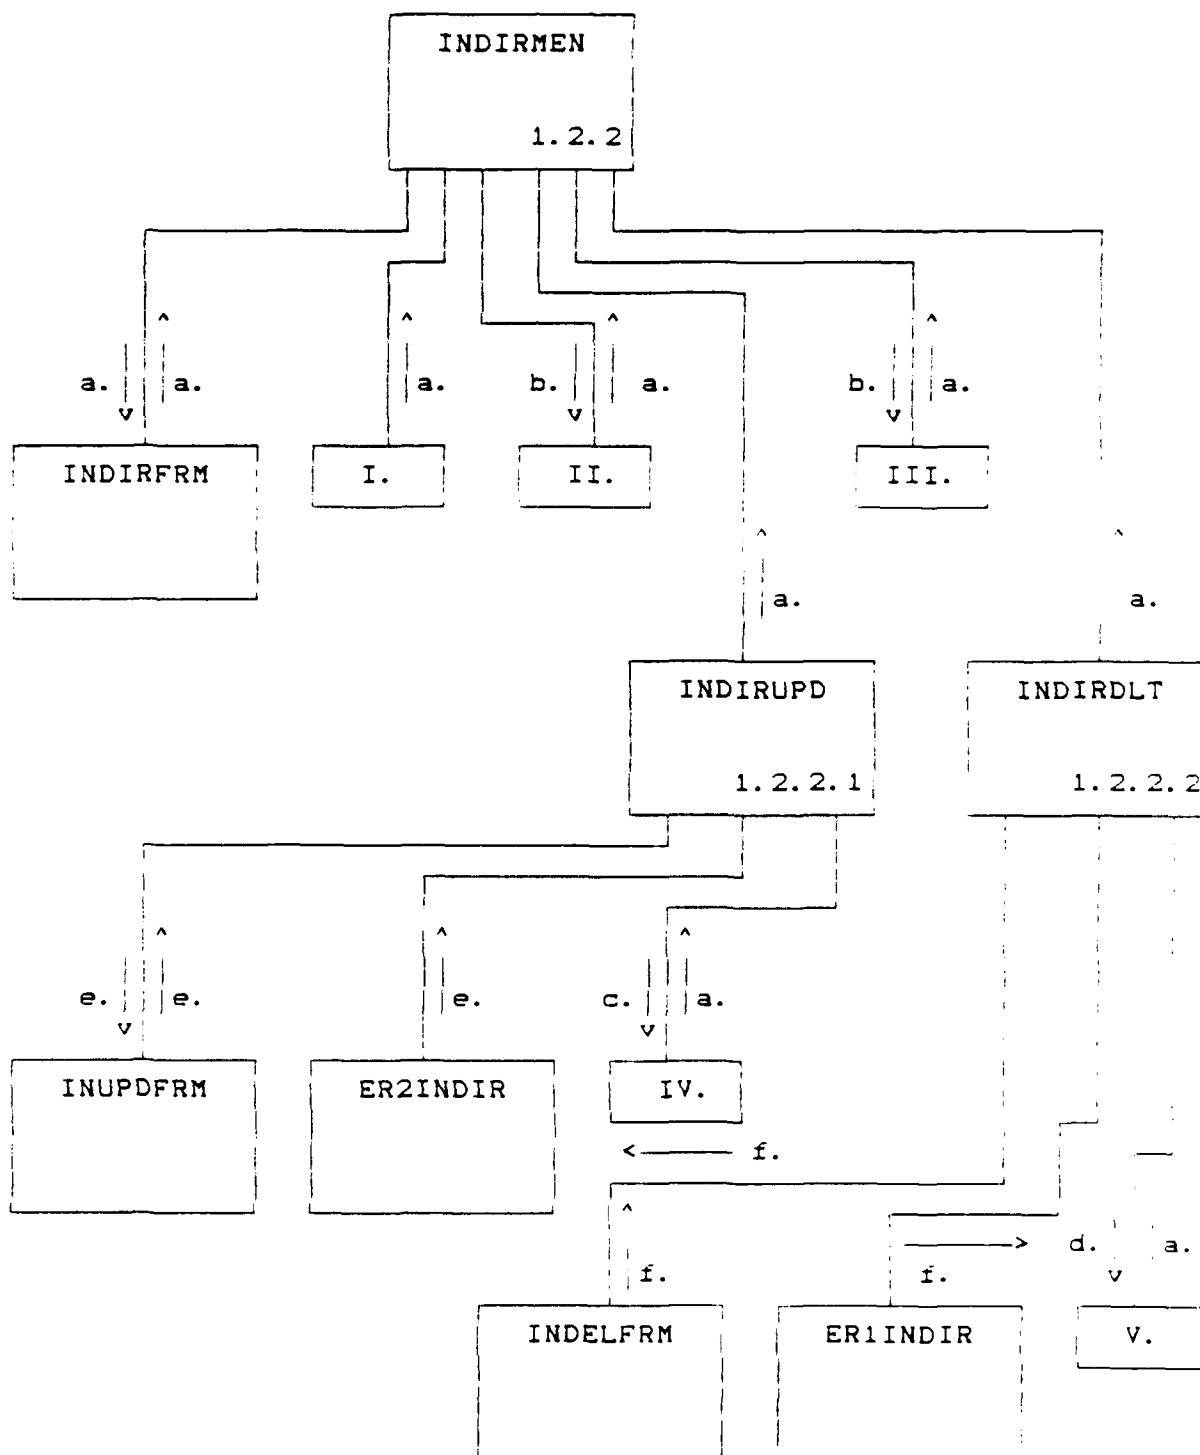 INDIRMEN
1.2.2
a. a. a. b. a. b. a.
INDIRFRM I. II. III.
a. a.
INDIRUPD INDIRDLT
1.2.2.1 1.2.2.2
e. e. e. c. a.
INUPDFRM ER2INDIR IV.
f.
d. a.
f. f.
INDELFRM ER1INDIR V.